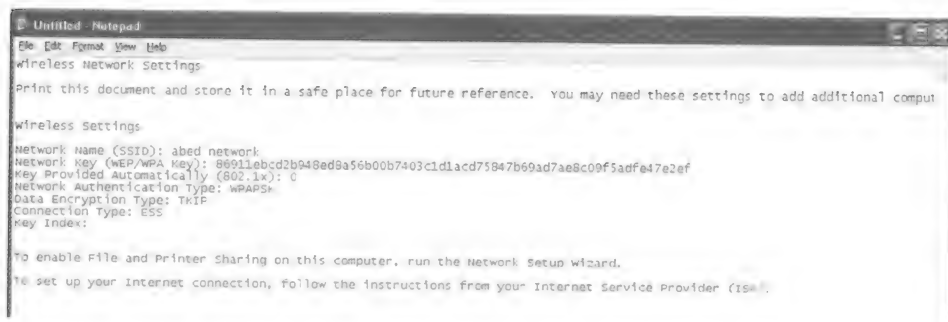 Untitled - Notepad
File Edit Format View Help
Wireless Network Settings
Print this document and store it in a safe place for future reference. You may need these settings to add additional comput
Wireless Settings
Network Name (SSID): abed network
Network Key (WEP/WPA Key): 86911ebcd2b948ed8a56b00b7403c1d1acd75847b69ad7ae8c09f5adfe47e2ef
Key Provided Automatically (802.1x): 0
Network Authentication Type: WPAPSK
Data Encryption Type: TKIP
Connection Type: ESS
Key Index:
To enable File and Printer Sharing on this computer, run the Network Setup Wizard.
To set up your Internet connection, follow the instructions from your Internet Service Provider (ISP).